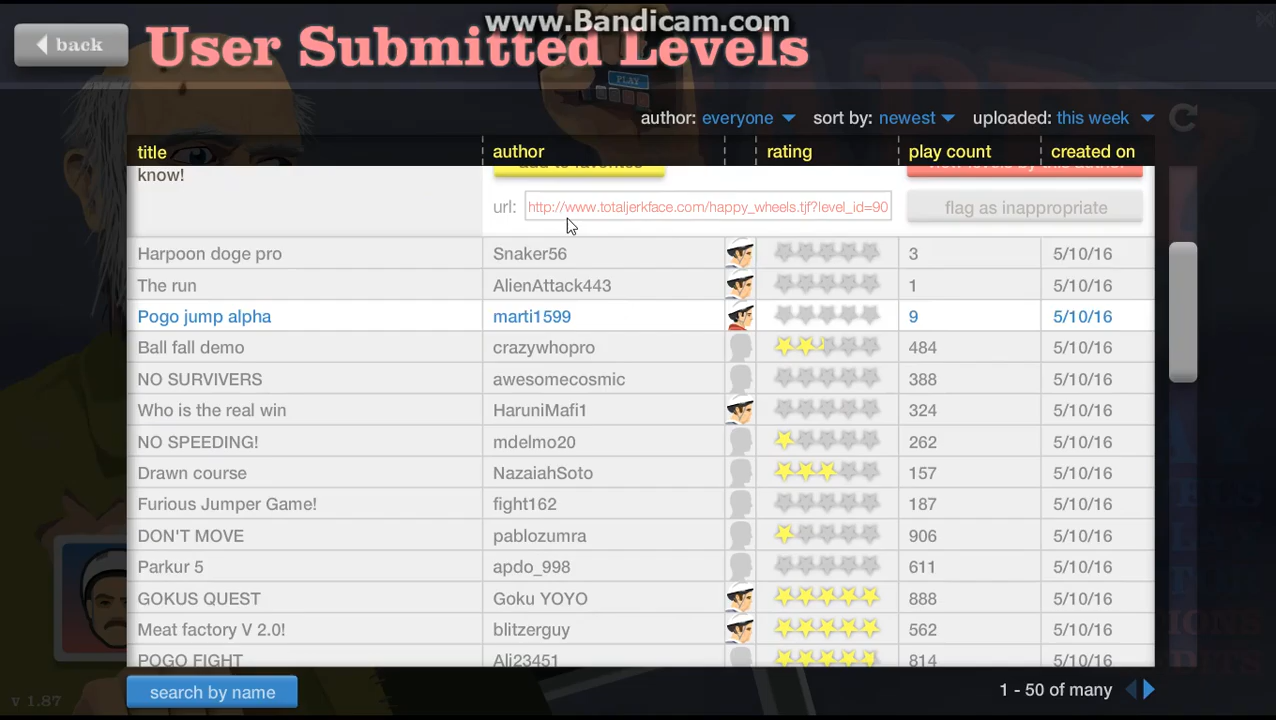 www.Bandicam.com
back
User Submitted Levels
PLAY
author: everyone sort by: newest uploaded: this week
title author rating play count created on
know!
url: http://www.totaljerkface.com/happy_wheels.tjf?level_id=90
flag as inappropriate
Harpoon doge pro Snaker56 3 5/10/16
The run AlienAttack443 1 5/10/16
Pogo jump alpha marti1599 9 5/10/16
Ball fall demo crazywhopro 484 5/10/16
NO SURVIVERS awesomecosmic 388 5/10/16
Who is the real win HaruniMafi1 324 5/10/16
NO SPEEDING! mdelmo20 262 5/10/16
Drawn course NazaiahSoto 157 5/10/16
Furious Jumper Game! fight162 187 5/10/16
DON'T MOVE pablozumra 906 5/10/16
Parkur 5 apdo_998 611 5/10/16
GOKUS QUEST Goku YOYO 888 5/10/16
Meat factory V 2.0! blitzerguy 562 5/10/16
POGO FIGHT Ali23451 814 5/10/16
search by name
1 - 50 of many
v 1.87